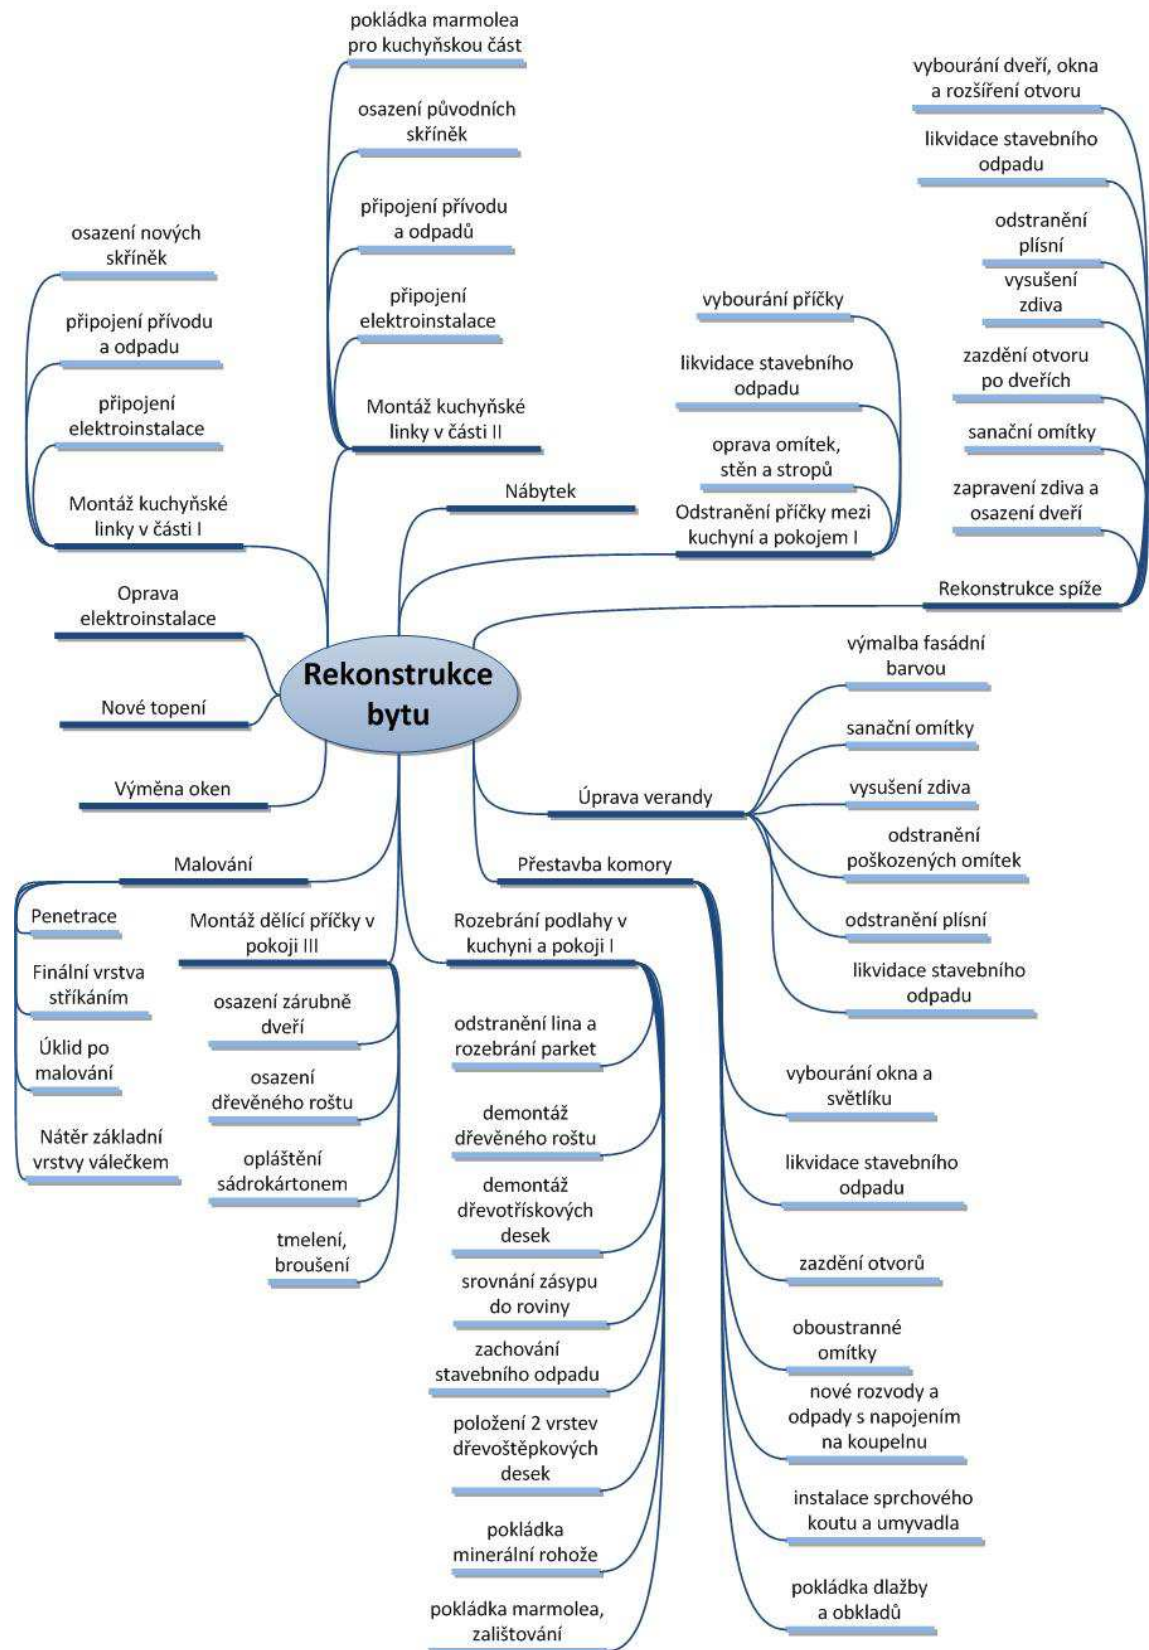 pokládka marmolea
pro kuchyňskou část
osazení původních
skříněk
připojení přívodu
a odpadů
připojení
elektroinstalace
Montáž kuchyňské
linky v části II
osazení nových
skříněk
připojení přívodu
a odpadu
připojení
elektroinstalace
Montáž kuchyňské
linky v části I
Oprava
elektroinstalace
Nové topení
Výměna oken
Nábytek
vybourání příčky
likvidace stavebního
odpadu
oprava omítek,
stěn a stropů
Odstranění příčky mezi
kuchyní a pokojem I
vybourání dveří, okna
a rozšíření otvoru
likvidace stavebního
odpadu
odstranění
plísní
vysušení
zdiva
zazdění otvoru
po dveřích
sanační omítky
zapravení zdiva a
osazení dveří
Rekonstrukce spíže
Rekonstrukce
bytu
výmalba fasádní
barvou
sanační omítky
vysušení zdiva
odstranění
poškozených omítek
odstranění plísní
likvidace stavebního
odpadu
Úprava verandy
Přestavba komory
vybourání okna a
světlíku
likvidace stavebního
odpadu
zazdění otvorů
oboustranné
omítky
nové rozvody a
odpady s napojením
na koupelnu
instalace sprchového
koutu a umyvadla
pokládka dlažby
a obkladů
Malování
Penetrace
Finální vrstva
stříkáním
Úklid po
malování
Nátěr základní
vrstvy válečkem
Montáž dělící příčky v
pokoji III
osazení zárubně
dveří
osazení
dřevěného roštu
opláštění
sádrokártonem
tmelení,
broušení
Rozebrání podlahy v
kuchyni a pokoji I
odstranění lina a
rozebrání parket
demontáž
dřevěného roštu
demontáž
dřevotřískových
desek
srovnání zásypu
do roviny
zachování
stavebního odpadu
položení 2 vrstev
dřevoštěpkových
desek
pokládka
minerální rohože
pokládka marmolea,
zalištování